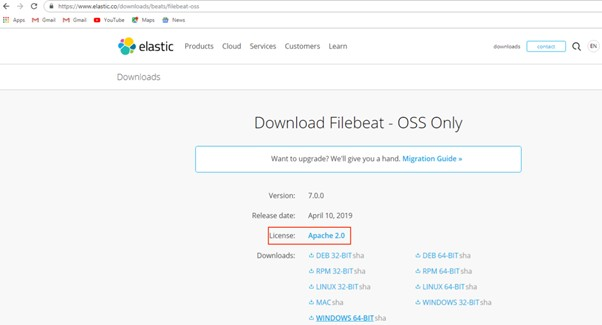 https://www.elastic.co/downloads/beats/filebeat-oss
Apps Gmail Gmail YouTube Maps Imported From IE
elastic Products Cloud Services Customers Learn downloads contact EN
Downloads
Download Filebeat - OSS Only
Want to upgrade? We'll give you a hand. Migration Guide »
Version: 7.0.0
Release date: April 10, 2019
License: Apache 2.0
Downloads: DEB 32-BIT sha DEB 64-BIT sha
RPM 32-BIT sha RPM 64-BIT sha
LINUX 32-BIT sha LINUX 64-BIT sha
MAC sha WINDOWS 32-BIT sha
WINDOWS 64-BIT sha